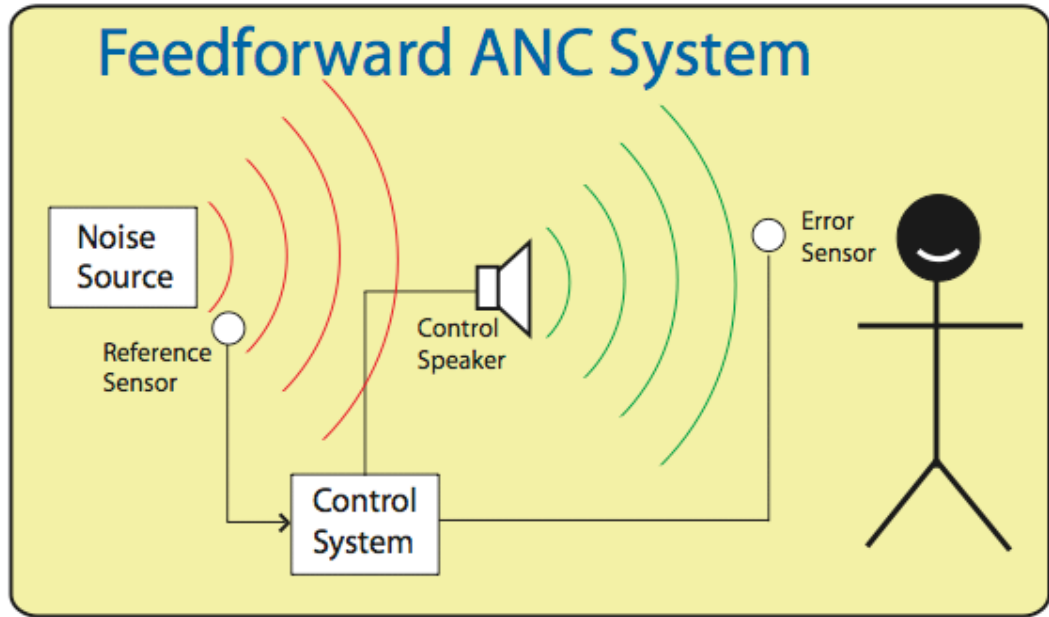 Feedforward ANC System
Noise
Source
Reference
Sensor
Control
Speaker
Error
Sensor
Control
System